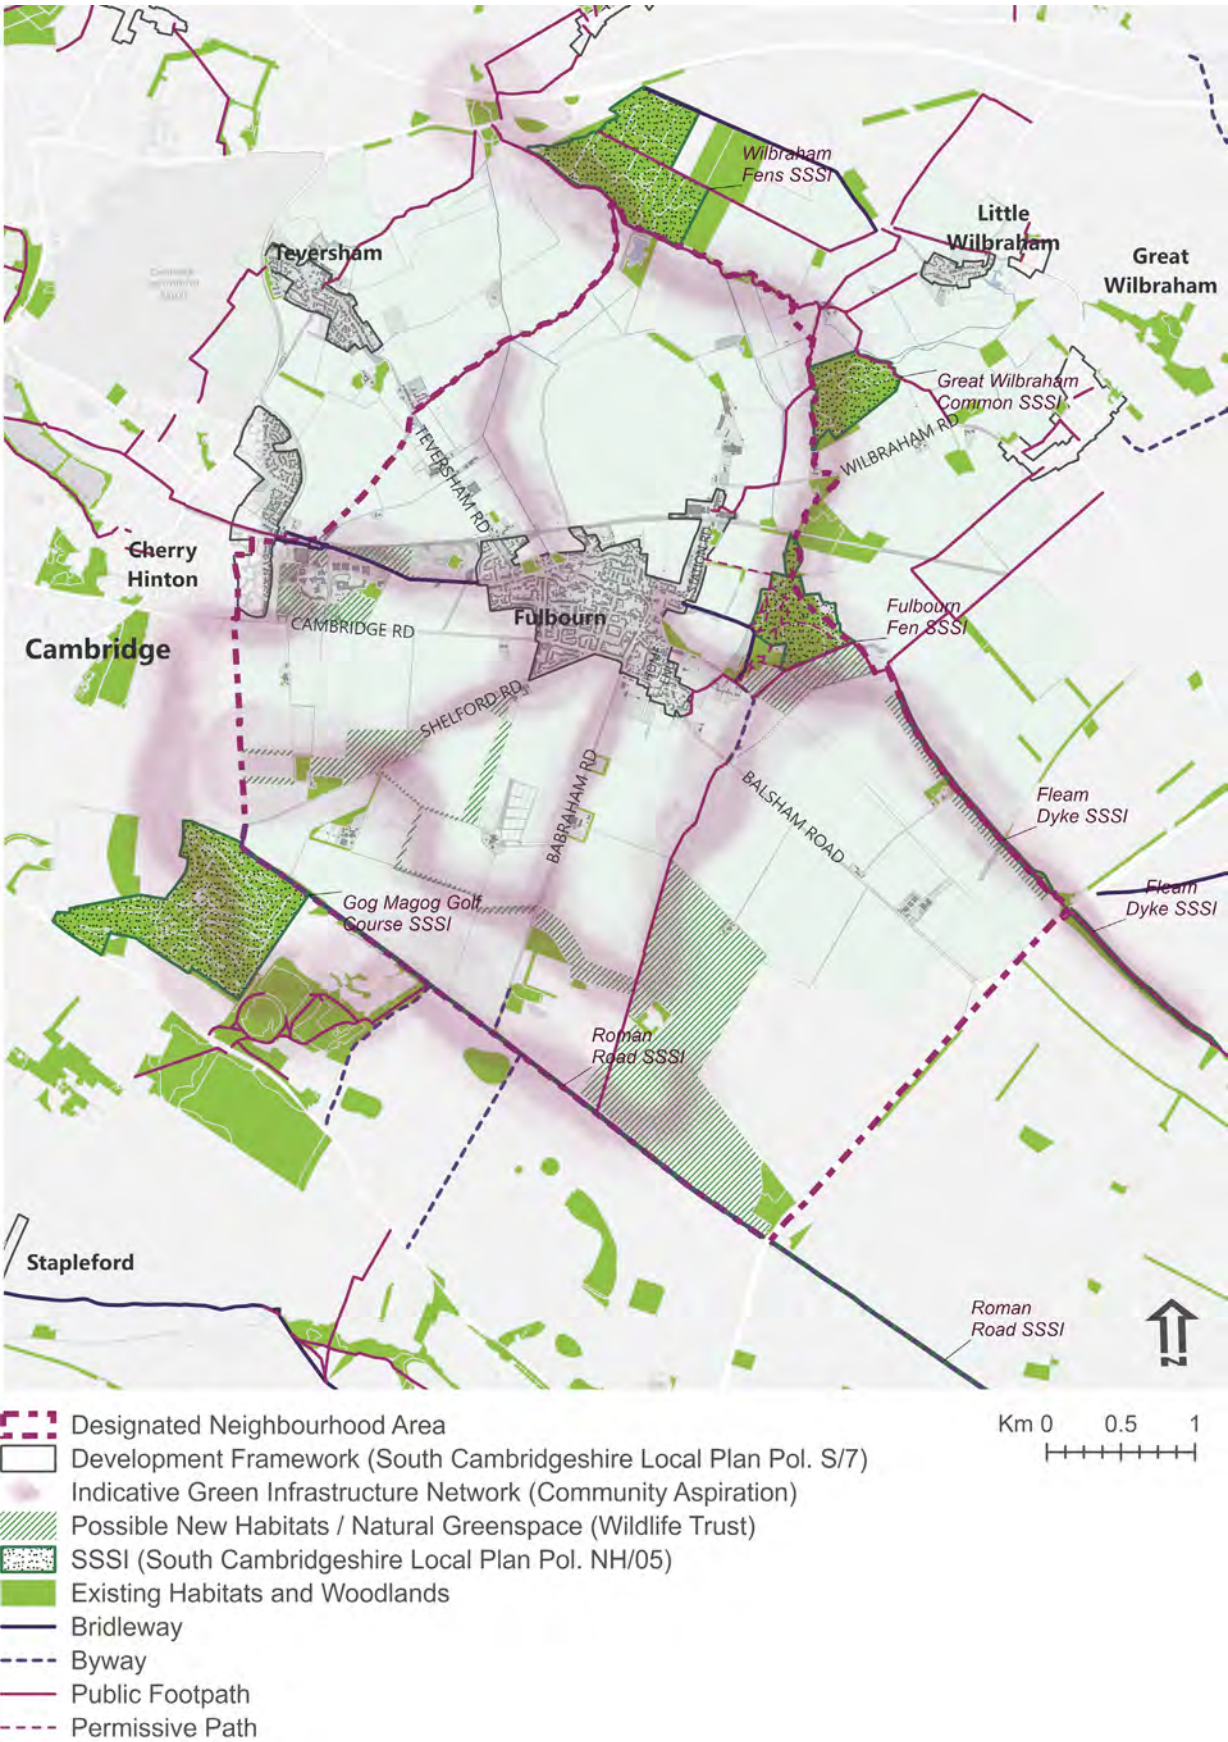 Wilbraham
Fens SSSI
Little
Wilbraham
Great
Wilbraham
Teversham
Great Wilbraham
Common SSSI
TEVERSHAM RD
WILBRAHAM RD
STATION RD
Cherry
Hinton
Fulbourn
Fulbourn
Fen SSSI
CAMBRIDGE RD
Cambridge
SHELFORD RD
BABRAHAM RD
BALSHAM ROAD
Fleam
Dyke SSSI
Fleam
Dyke SSSI
Gog Magog Golf
Course SSSI
Roman
Road SSSI
Stapleford
Roman
Road SSSI
N
Designated Neighbourhood Area
Km 0 0.5 1
Development Framework (South Cambridgeshire Local Plan Pol. S/7)
Indicative Green Infrastructure Network (Community Aspiration)
Possible New Habitats / Natural Greenspace (Wildlife Trust)
SSSI (South Cambridgeshire Local Plan Pol. NH/05)
Existing Habitats and Woodlands
Bridleway
Byway
Public Footpath
Permissive Path